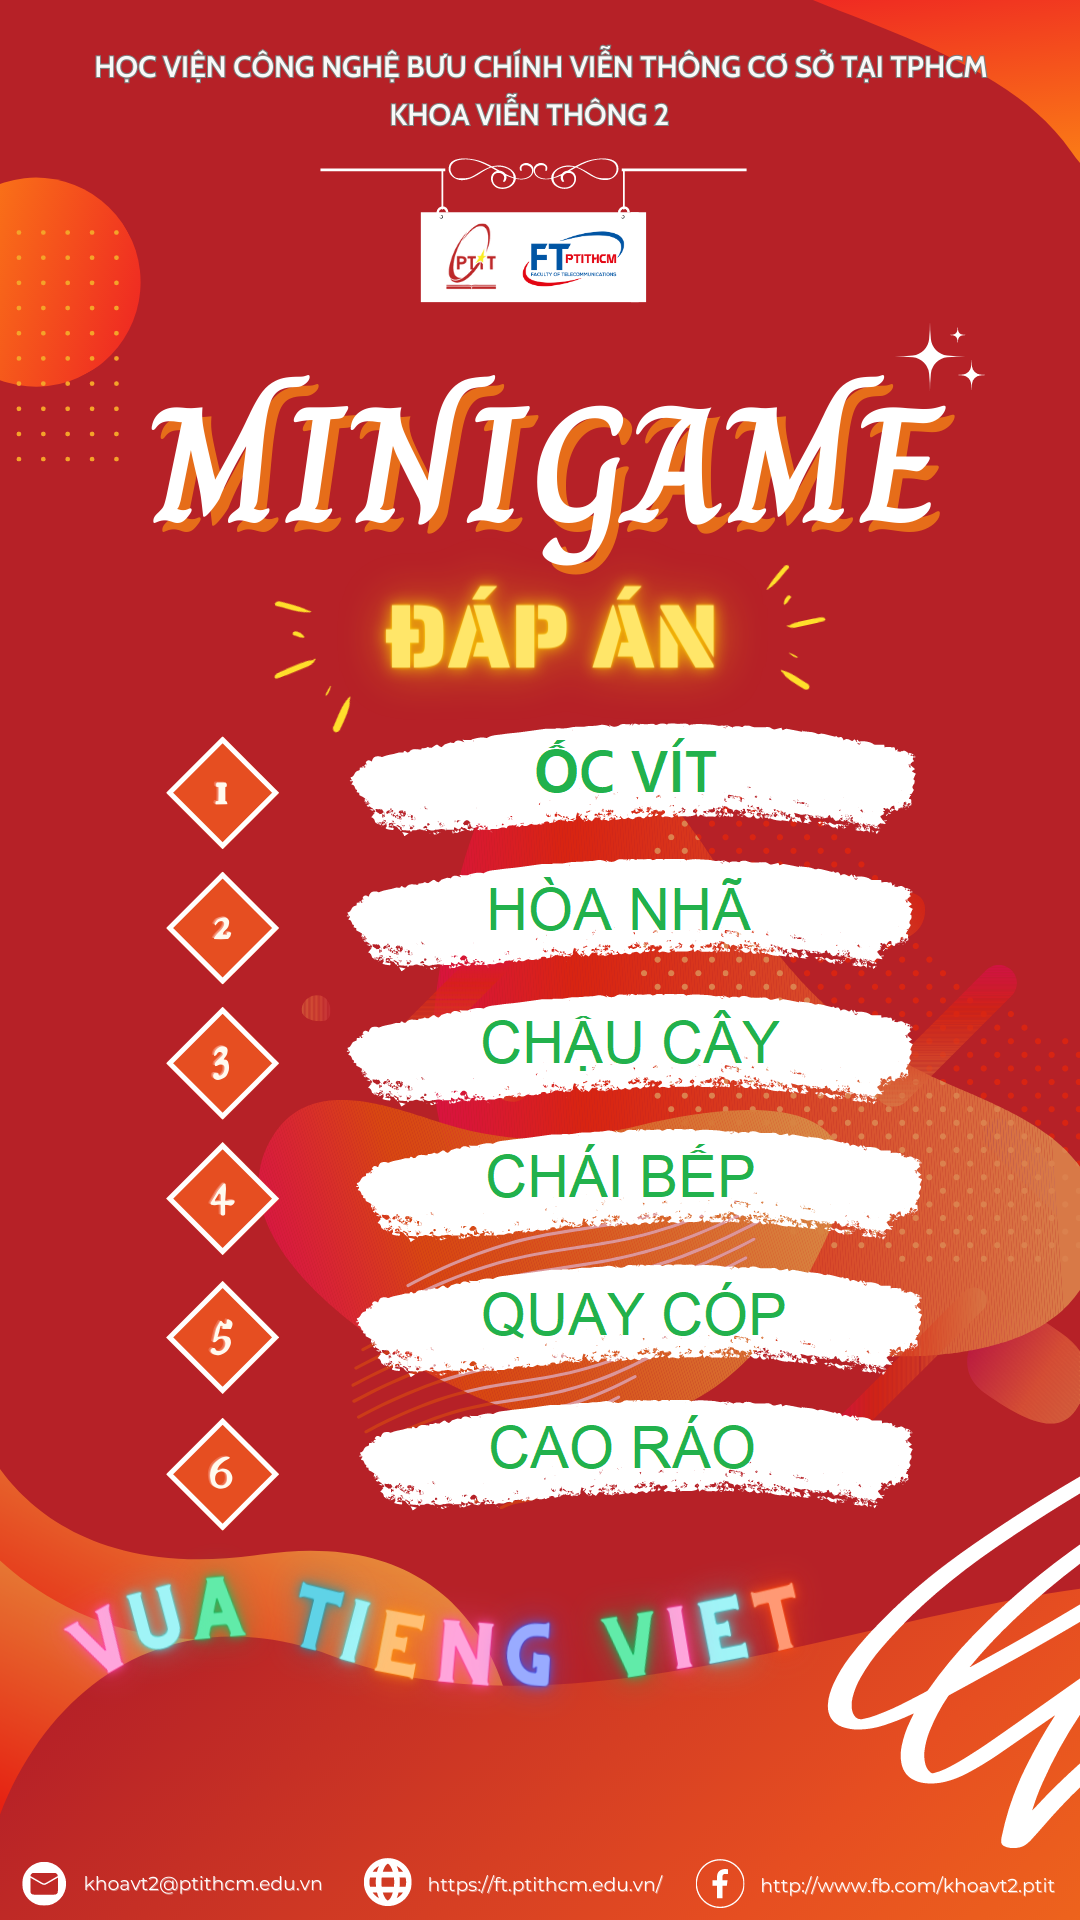 HỌC VIỆN CÔNG NGHỆ BƯU CHÍNH VIỄN THÔNG CƠ SỞ TẠI TPHCM
KHOA VIỄN THÔNG 2
PTIT
FT PTITHCM
FACULTY OF TELECOMMUNICATIONS
MINIGAME
ĐÁP ÁN
1 ỐC VÍT
2 HÒA NHÃ
3 CHẬU CÂY
4 CHÁI BẾP
5 QUAY CÓP
6 CAO RÁO
VUA TIENG VIET
khoavt2@ptithcm.edu.vn https://ft.ptithcm.edu.vn/ http://www.fb.com/khoavt2.ptit